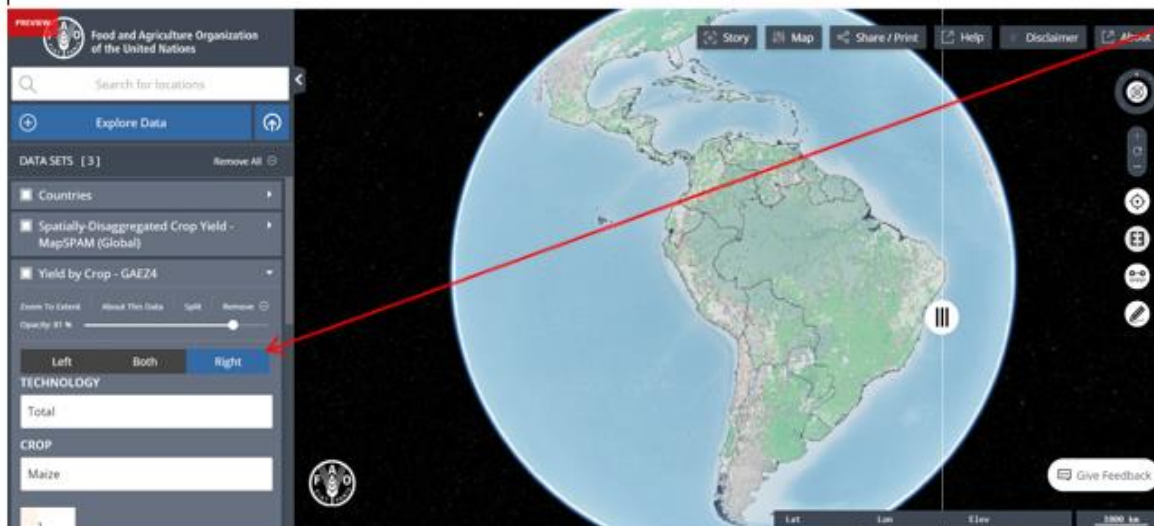 PREVIEW
Food and Agriculture Organization
of the United Nations
Search for locations
Explore Data
DATA SETS [ 3 ]
Remove All
Countries
Spatially-Disaggregated Crop Yield -
MapSPAM (Global)
Yield by Crop - GAEZ4
Zoom To Extent
About This Data
Split
Remove
Opacity: 81 %
Left
Both
Right
TECHNOLOGY
Total
CROP
Maize
Story
Map
Share / Print
Help
Disclaimer
About
Give Feedback
Lat
Lon
Elev
1000 km